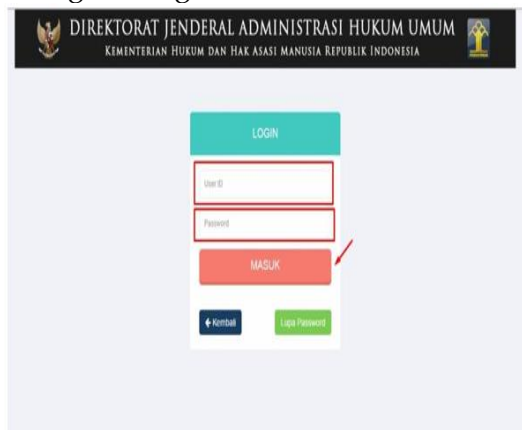 DIREKTORAT JENDERAL ADMINISTRASI HUKUM UMUM
KEMENTERIAN HUKUM DAN HAK ASASI MANUSIA REPUBLIK INDONESIA
LOGIN
User ID
Password
MASUK
Kembali
Lupa Password